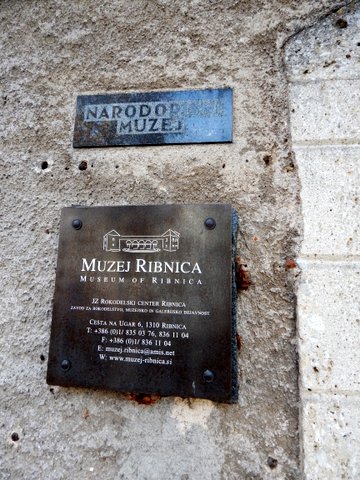 NARODOPISNI
MUZEJ
MUZEJ RIBNICA
MUSEUM OF RIBNICA
JZ ROKODELSKI CENTER RIBNICA
ZAVOD ZA ROKODELSTVO, MUZEJSKO IN GALERIJSKO DEJAVNOST
CESTA NA UGAR 6, 1310 RIBNICA
T: +386 (0)1/ 835 03 76, 836 11 04
F: +386 (0)1/ 836 11 04
E: muzej.ribnica@amis.net
W: www.muzej-ribnica.si